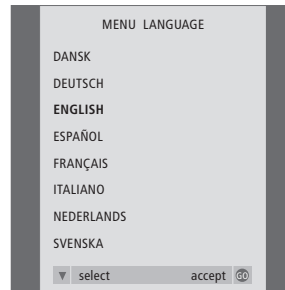 MENU LANGUAGE
DANSK
DEUTSCH
ENGLISH
ESPAÑOL
FRANÇAIS
ITALIANO
NEDERLANDS
SVENSKA
▼ select accept GO